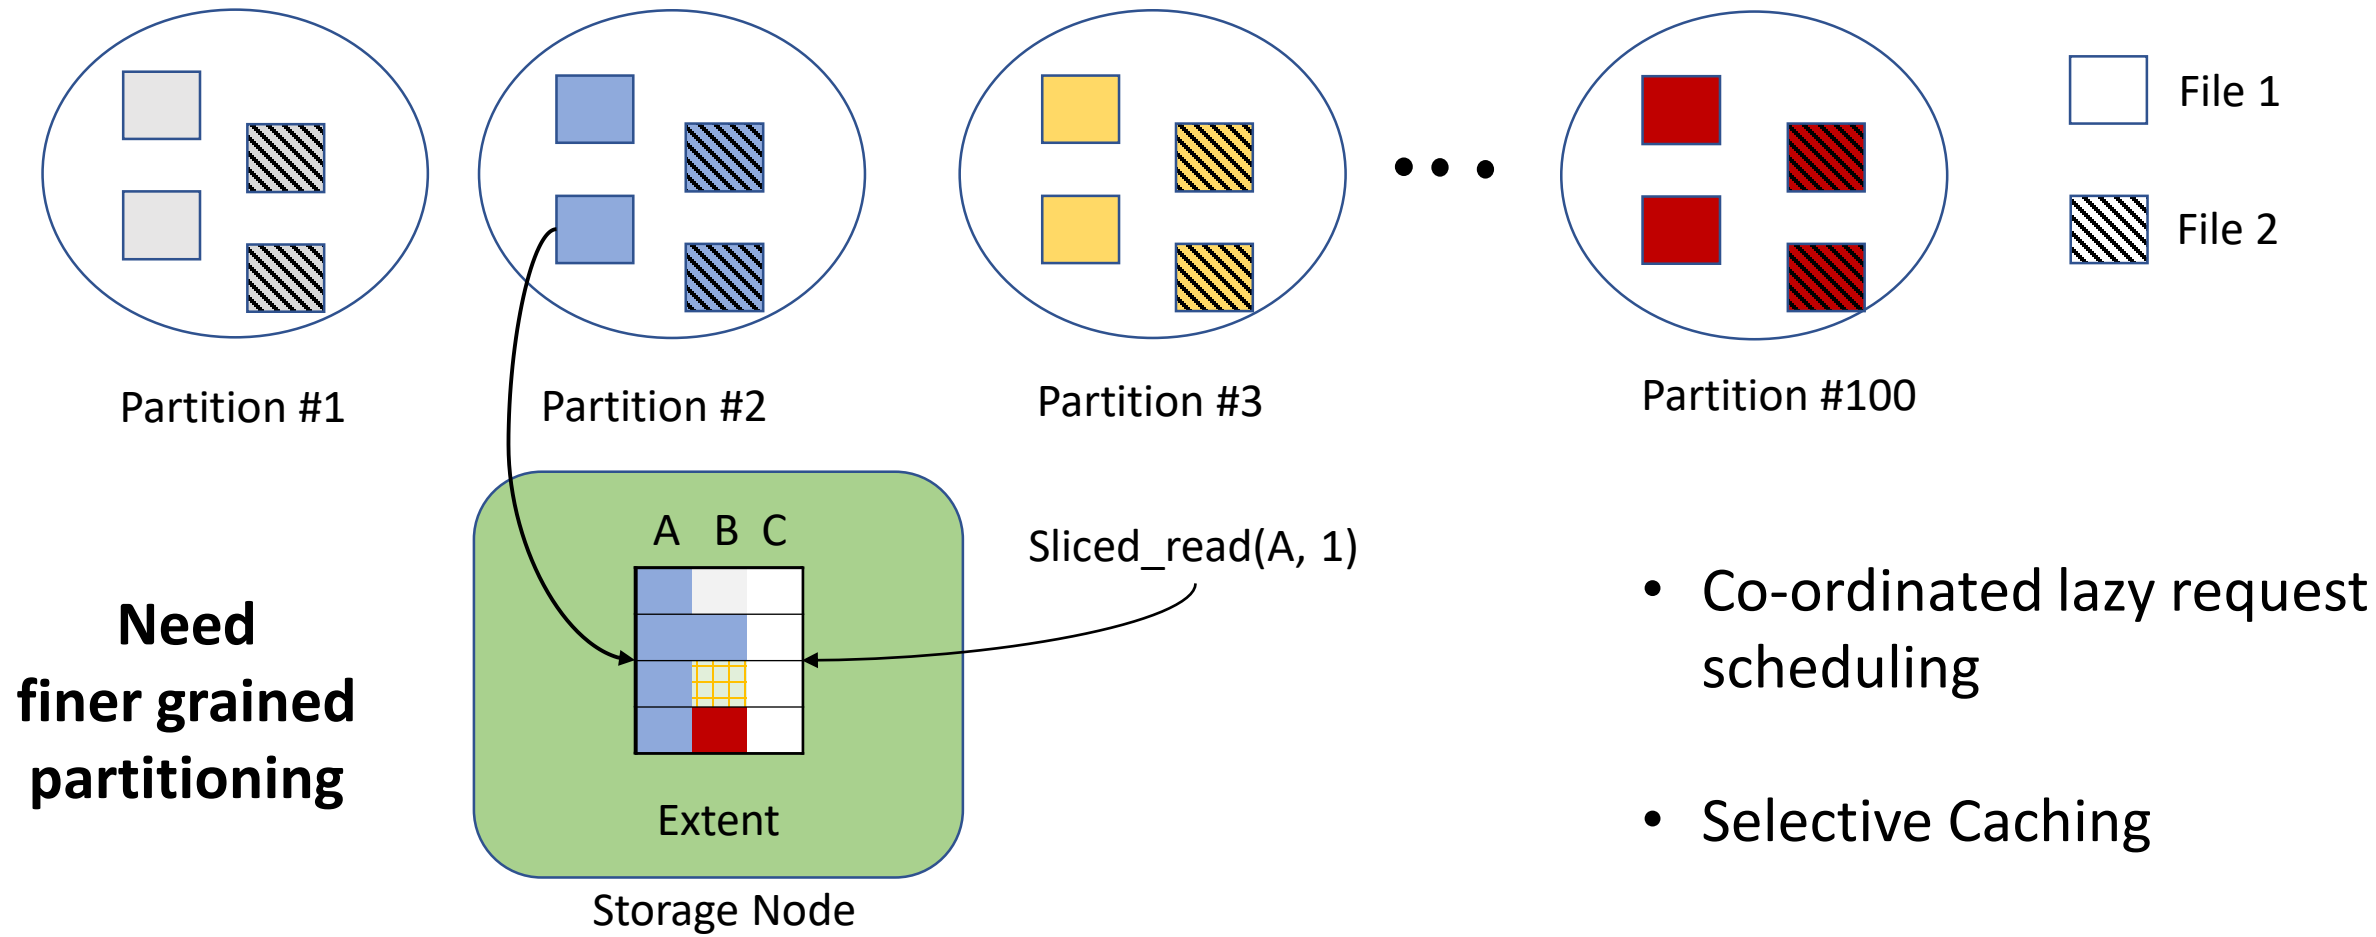 File 1
File 2
Partition #1
Partition #2
Partition #3
Partition #100
A B C
Sliced_read(A, 1)
Extent
Storage Node
Need
finer grained
partitioning
• Co-ordinated lazy request
scheduling
• Selective Caching